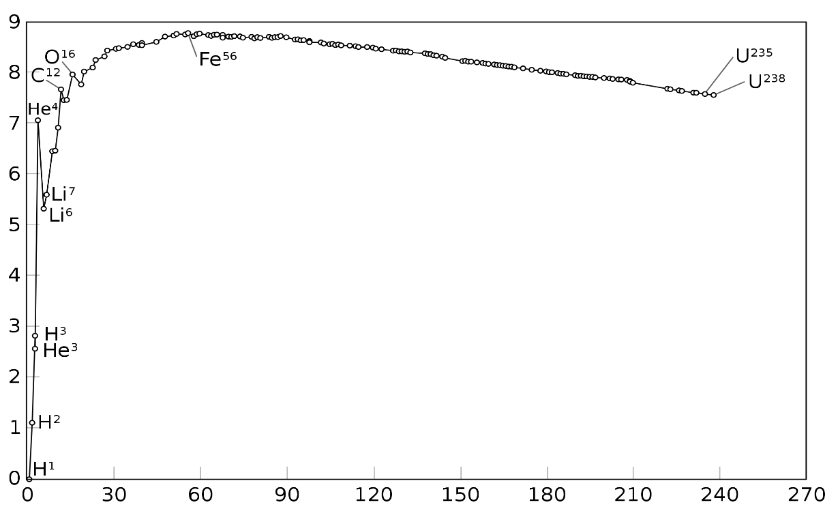 9
O¹⁶
Fe⁵⁶
U²³⁵
8
C¹²
U²³⁸
He⁴
7
6
Li⁷
Li⁶
5
4
3
H³
He³
2
1
H²
H¹
0
0 30 60 90 120 150 180 210 240 270